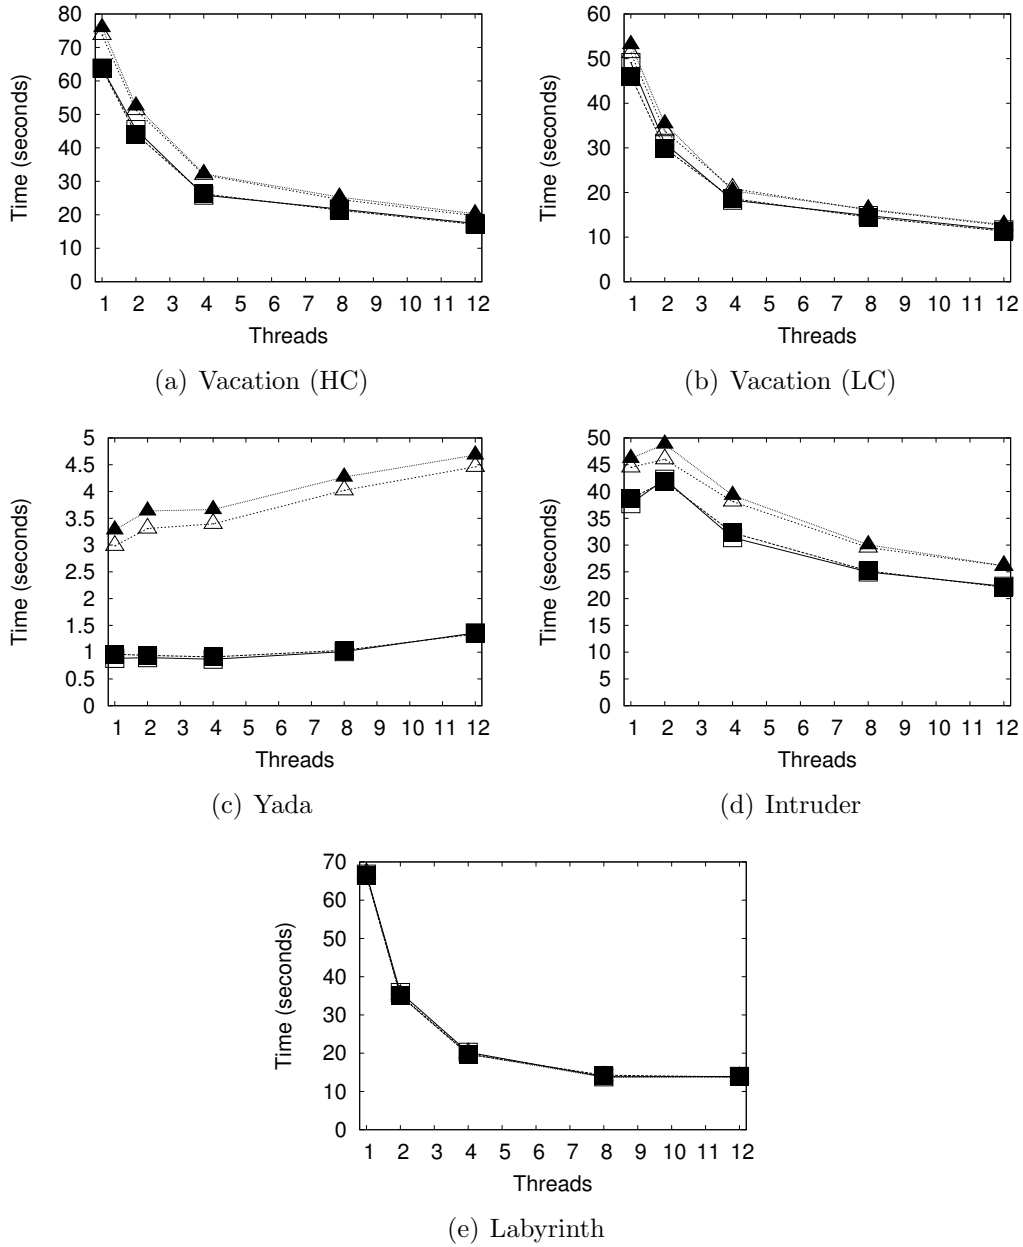 80
70
60
50
40
30
20
10
0
Time (seconds)
1 2 3 4 5 6 7 8 9 10 11 12
Threads
(a) Vacation (HC)
60
50
40
30
20
10
0
Time (seconds)
1 2 3 4 5 6 7 8 9 10 11 12
Threads
(b) Vacation (LC)
5
4.5
4
3.5
3
2.5
2
1.5
1
0.5
0
Time (seconds)
1 2 3 4 5 6 7 8 9 10 11 12
Threads
(c) Yada
50
45
40
35
30
25
20
15
10
5
0
Time (seconds)
1 2 3 4 5 6 7 8 9 10 11 12
Threads
(d) Intruder
70
60
50
40
30
20
10
0
Time (seconds)
1 2 3 4 5 6 7 8 9 10 11 12
Threads
(e) Labyrinth